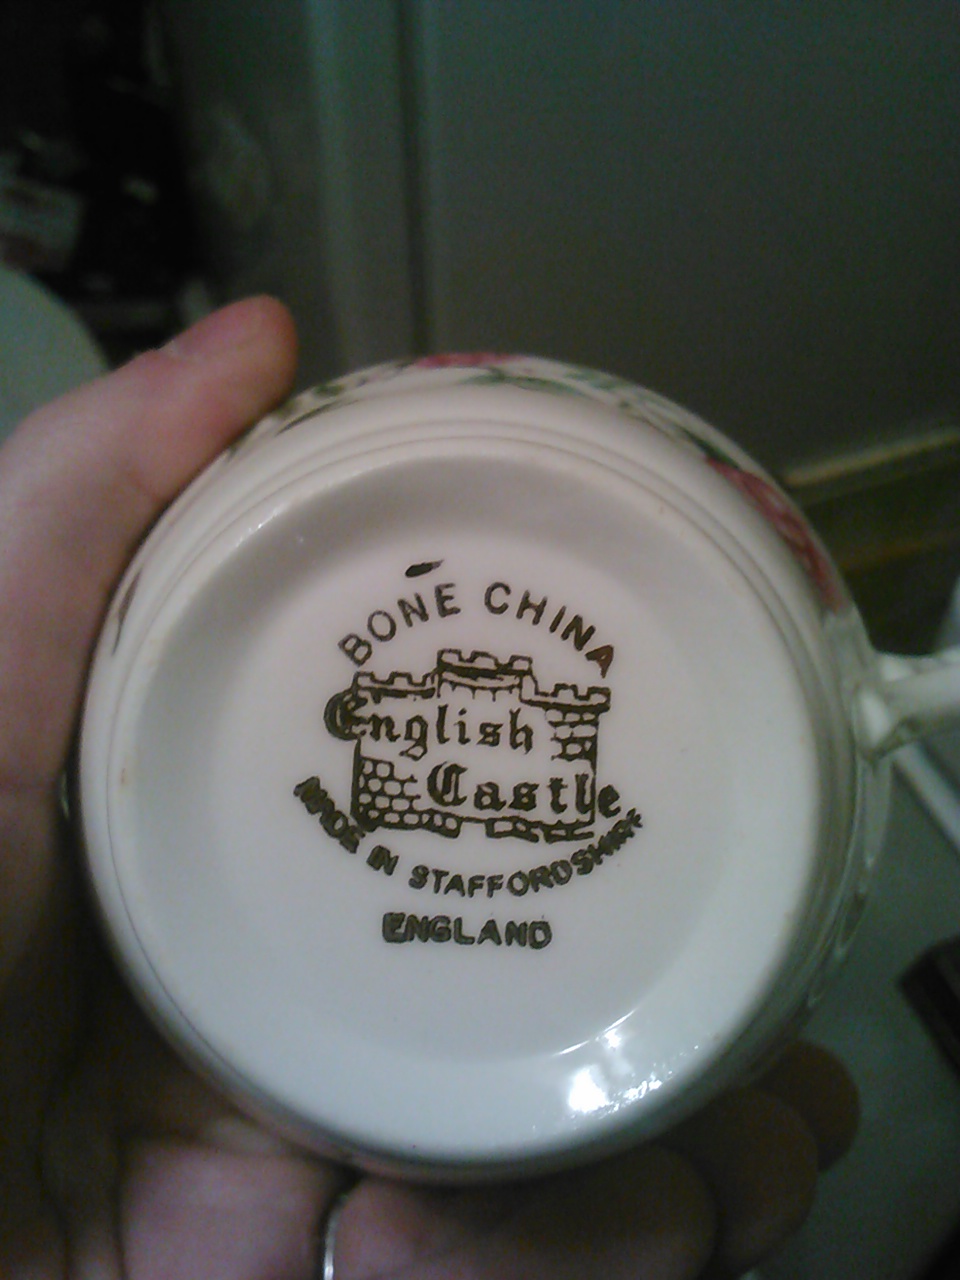 BONE CHINA
English
Castle
MADE IN STAFFORDSHIRE
ENGLAND